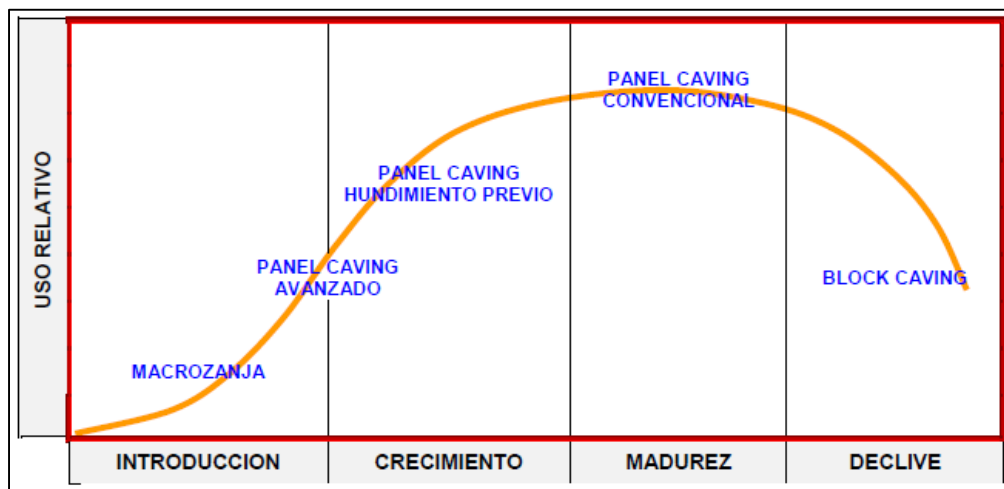 USO RELATIVO
PANEL CAVING
CONVENCIONAL
PANEL CAVING
HUNDIMIENTO PREVIO
PANEL CAVING
AVANZADO
BLOCK CAVING
MACROZANJA
INTRODUCCION
CRECIMIENTO
MADUREZ
DECLIVE